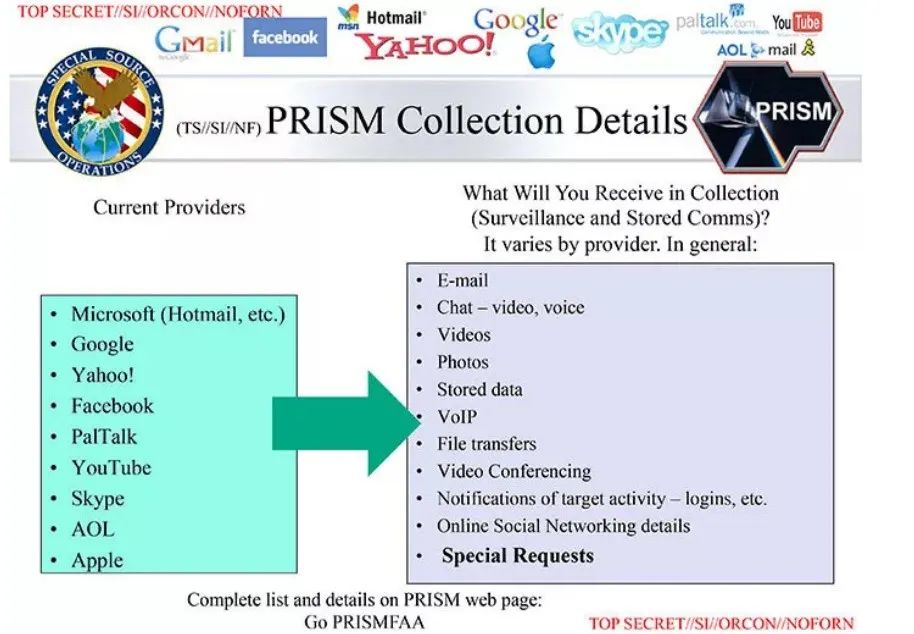 TOP SECRET//SI//ORCON//NOFORN
Gmail
by Google
facebook
msn
Hotmail®
YAHOO!
Google
skype
paltalk.com
Communication Beyond Words
YouTube
AOL mail
SPECIAL SOURCE
OPERATIONS
(TS//SI//NF) PRISM Collection Details
PRISM
Current Providers
What Will You Receive in Collection
(Surveillance and Stored Comms)?
It varies by provider. In general:
• Microsoft (Hotmail, etc.)
• Google
• Yahoo!
• Facebook
• PalTalk
• YouTube
• Skype
• AOL
• Apple
• E-mail
• Chat – video, voice
• Videos
• Photos
• Stored data
• VoIP
• File transfers
• Video Conferencing
• Notifications of target activity – logins, etc.
• Online Social Networking details
• Special Requests
Complete list and details on PRISM web page:
Go PRISMFAA
TOP SECRET//SI//ORCON//NOFORN